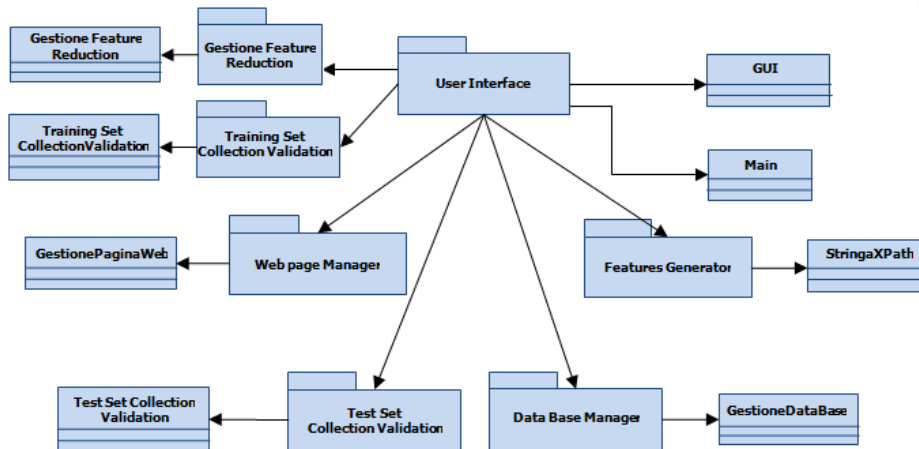 Gestione Feature
Reduction
Gestione Feature
Reduction
User Interface
GUI
Training Set
CollectionValidation
Training Set
Collection Validation
Main
GestionePaginaWeb
Web page Manager
Features Generator
StringaXPath
Test Set Collection
Validation
Test Set
Collection Validation
Data Base Manager
GestioneDataBase